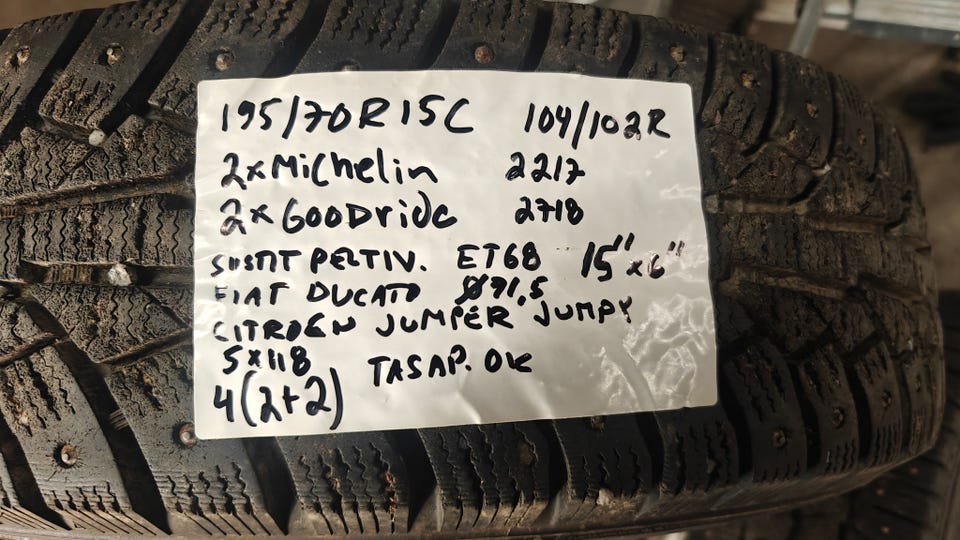 195/70R15C 104/102R
2xMichelin 2217
2xGOODridc 2718
SUSTIT PELTIV. ET68 15"x6"
FIAT DUCATO Ø71,5
CITROEN JUMPER JUMPY
5x118 TASAP. OK
4(2+2)